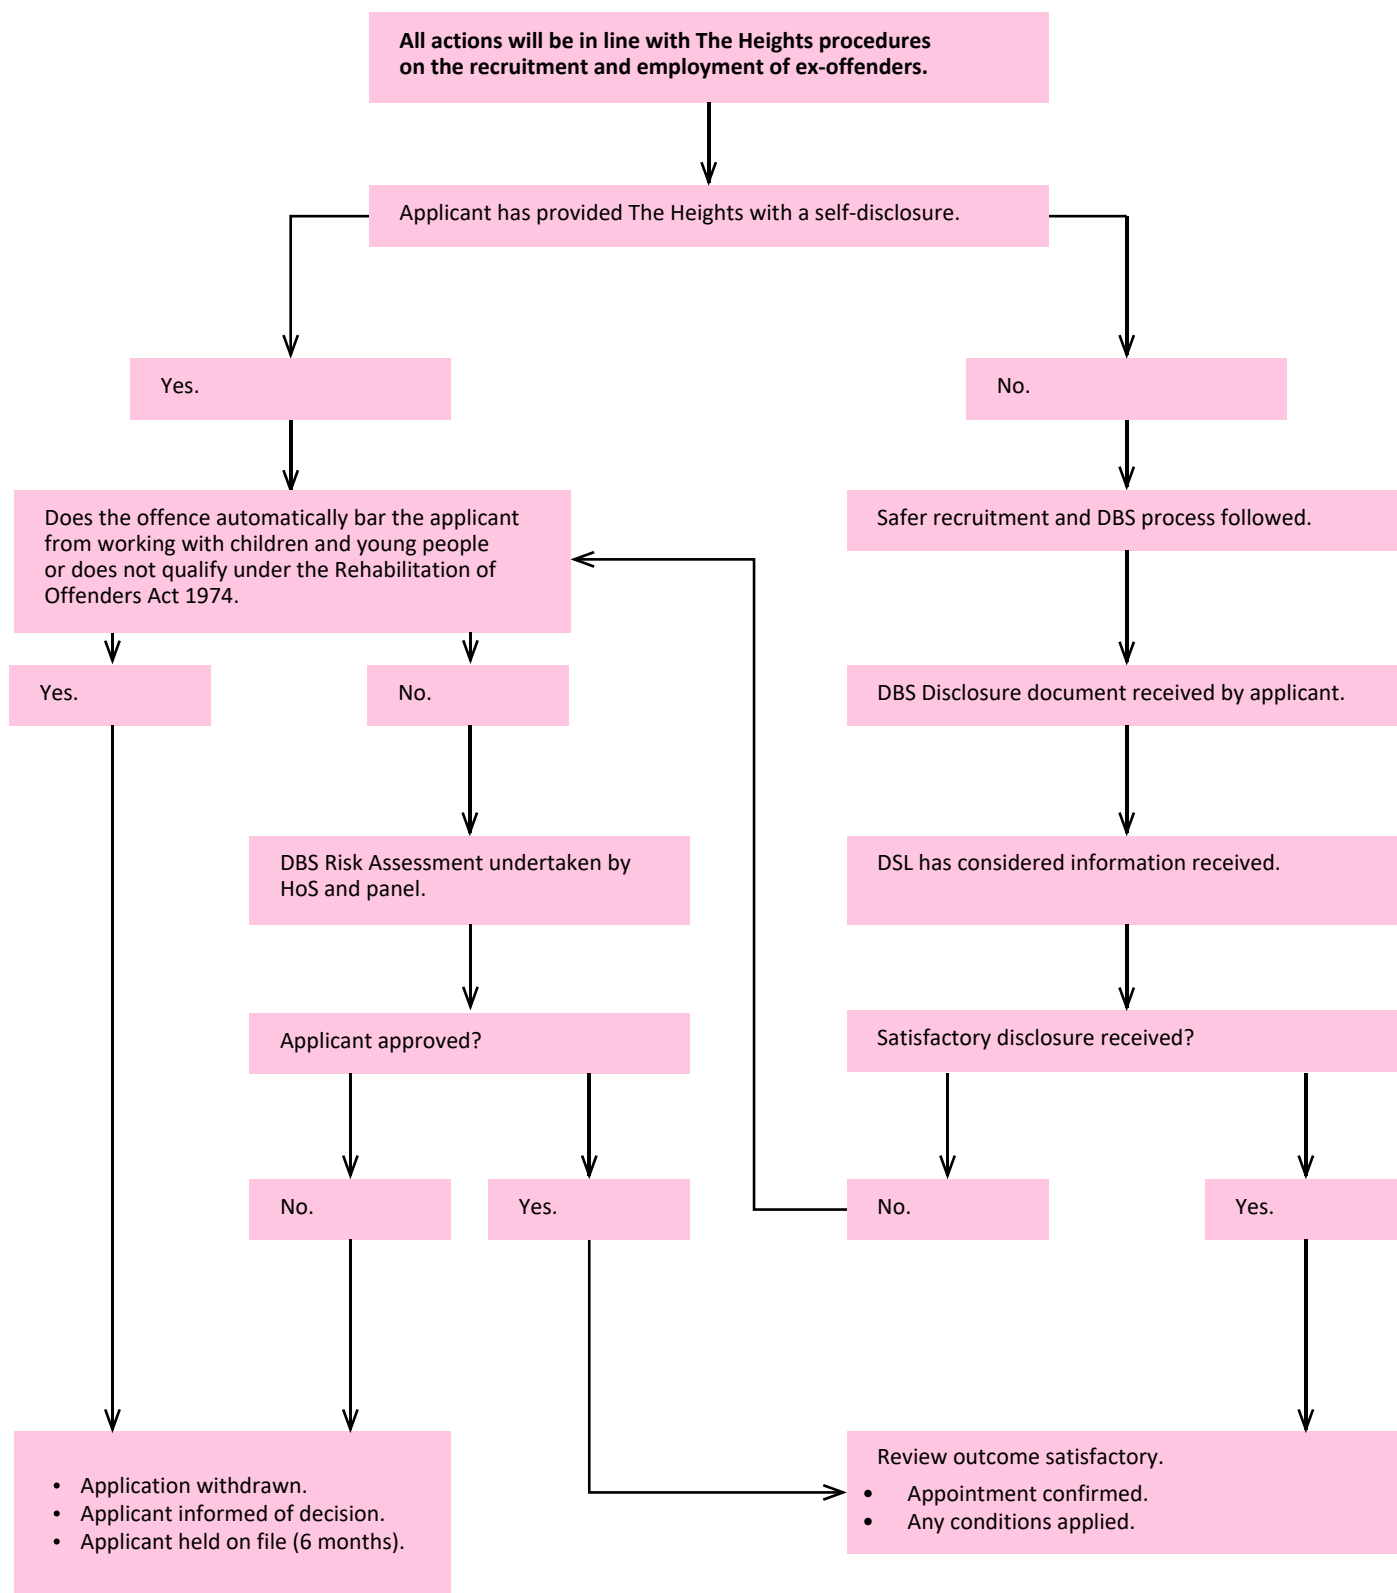 All actions will be in line with The Heights procedures
on the recruitment and employment of ex-offenders.
Applicant has provided The Heights with a self-disclosure.
Yes.
No.
Does the offence automatically bar the applicant
from working with children and young people
or does not qualify under the Rehabilitation of
Offenders Act 1974.
Safer recruitment and DBS process followed.
Yes.
No.
DBS Disclosure document received by applicant.
DBS Risk Assessment undertaken by
HoS and panel.
DSL has considered information received.
Applicant approved?
Satisfactory disclosure received?
No.
Yes.
No.
Yes.
• Application withdrawn.
• Applicant informed of decision.
• Applicant held on file (6 months).
Review outcome satisfactory.
• Appointment confirmed.
• Any conditions applied.